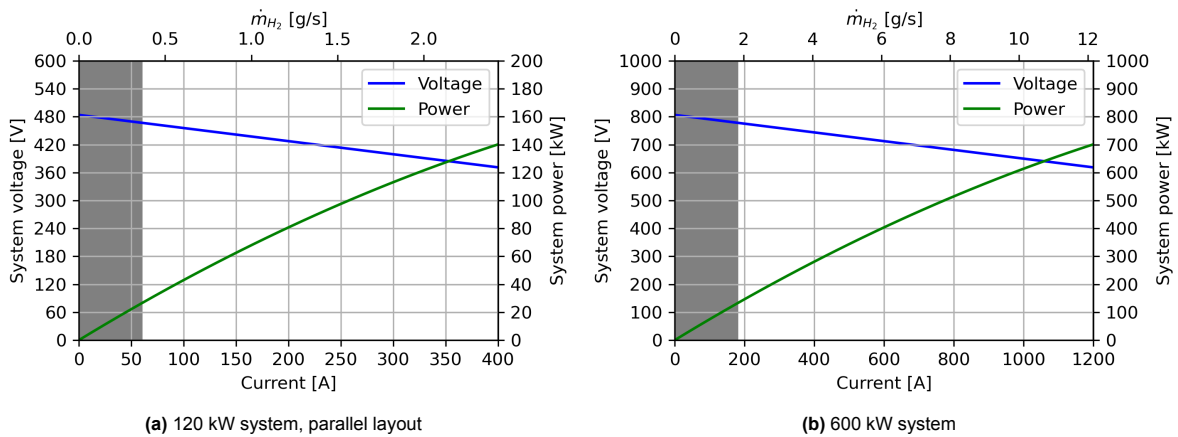 ṁH₂ [g/s]
0.0 0.5 1.0 1.5 2.0
600 540 480 420 360 300 240 180 120 60 0
System voltage [V]
Voltage
Power
200 180 160 140 120 100 80 60 40 20 0
System power [kW]
0 50 100 150 200 250 300 350 400
Current [A]
(a) 120 kW system, parallel layout
ṁH₂ [g/s]
0 2 4 6 8 10 12
1000 900 800 700 600 500 400 300 200 100 0
System voltage [V]
Voltage
Power
1000 900 800 700 600 500 400 300 200 100 0
System power [kW]
0 200 400 600 800 1000 1200
Current [A]
(b) 600 kW system